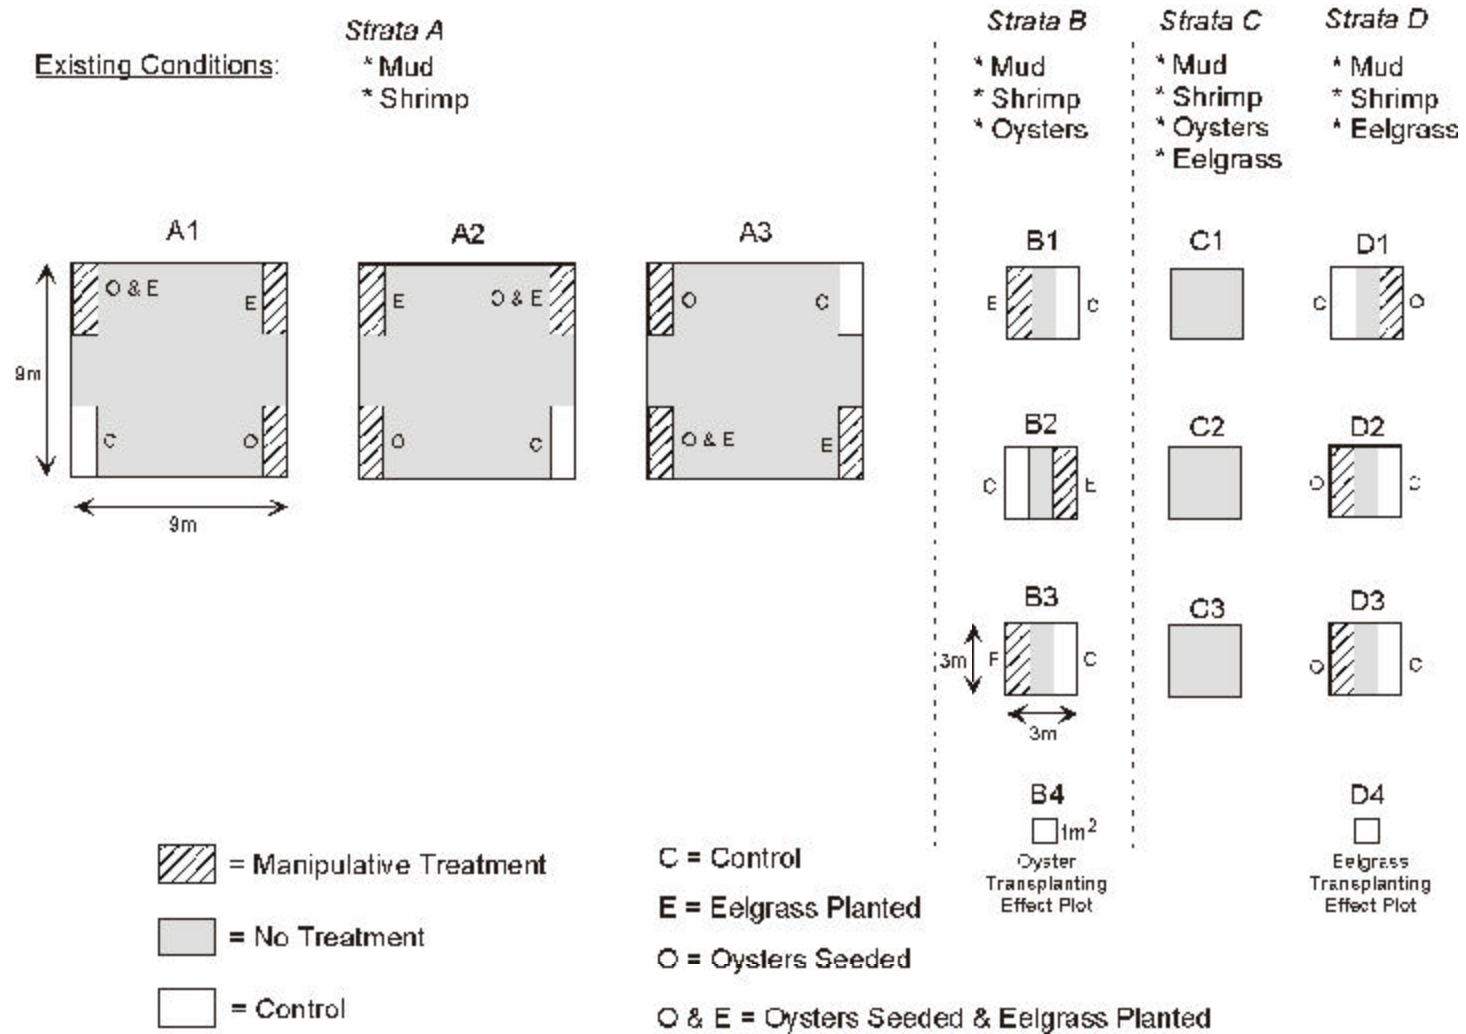 Strata A
Existing Conditions:
* Mud
* Shrimp
Strata B
* Mud
* Shrimp
* Oysters
Strata C
* Mud
* Shrimp
* Oysters
* Eelgrass
Strata D
* Mud
* Shrimp
* Eelgrass
A1
O & E
E
C
O
9m
9m
A2
E
O & E
O
C
A3
O
C
O & E
E
B1
E
C
B2
C
E
B3
F
C
3m
3m
B4
1m²
Oyster
Transplanting
Effect Plot
C1
C2
C3
D1
C
O
D2
O
C
D3
O
C
D4
Eelgrass
Transplanting
Effect Plot
= Manipulative Treatment
= No Treatment
= Control
C = Control
E = Eelgrass Planted
O = Oysters Seeded
O & E = Oysters Seeded & Eelgrass Planted